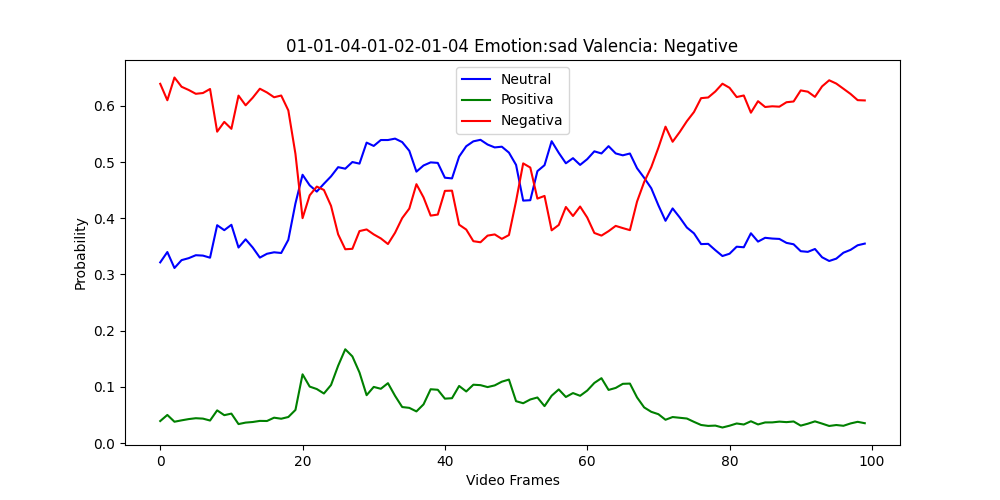 01-01-04-01-02-01-04 Emotion:sad Valencia: Negative
Neutral
Positiva
Negativa
Probability
0.6
0.5
0.4
0.3
0.2
0.1
0.0
0 20 40 60 80 100
Video Frames